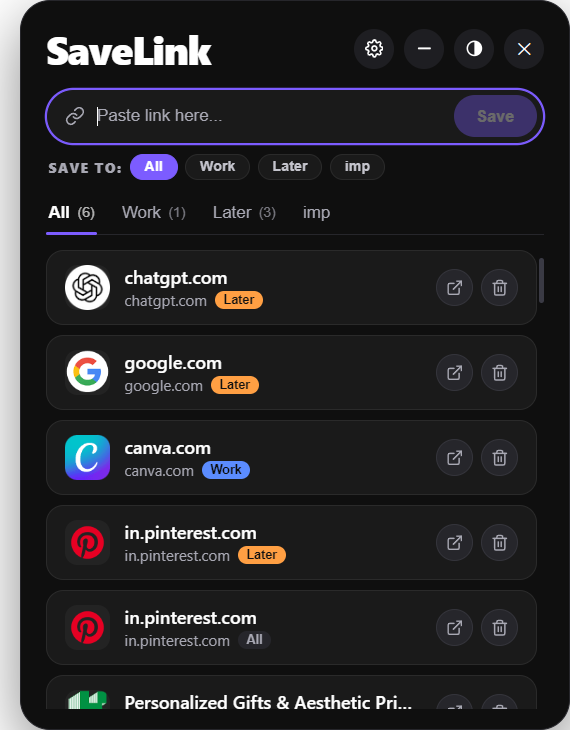 SaveLink
Paste link here...
Save
SAVE TO: All Work Later imp
All (6) Work (1) Later (3) imp
chatgpt.com
chatgpt.com Later
google.com
google.com Later
canva.com
canva.com Work
in.pinterest.com
in.pinterest.com Later
in.pinterest.com
in.pinterest.com All
Personalized Gifts & Aesthetic Pri...